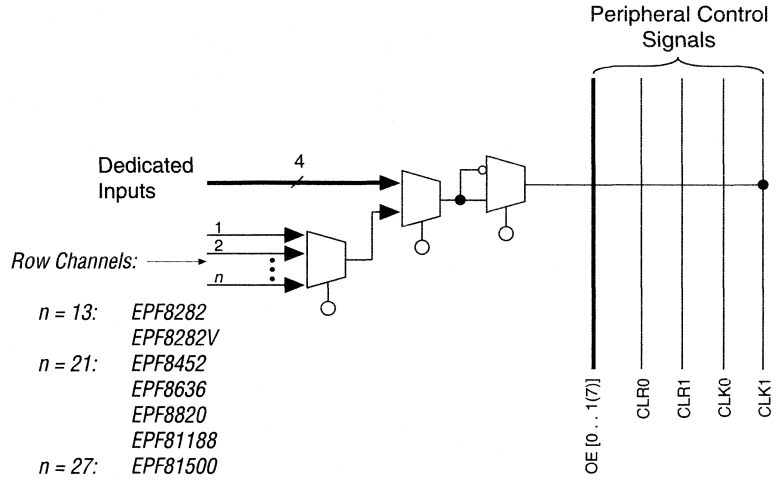 Peripheral Control
Signals
Dedicated
Inputs
4
1
2
n
Row Channels:
n = 13: EPF8282
EPF8282V
n = 21: EPF8452
EPF8636
EPF8820
EPF81188
n = 27: EPF81500
OE [0 . . 1(7)]
CLR0
CLR1
CLK0
CLK1